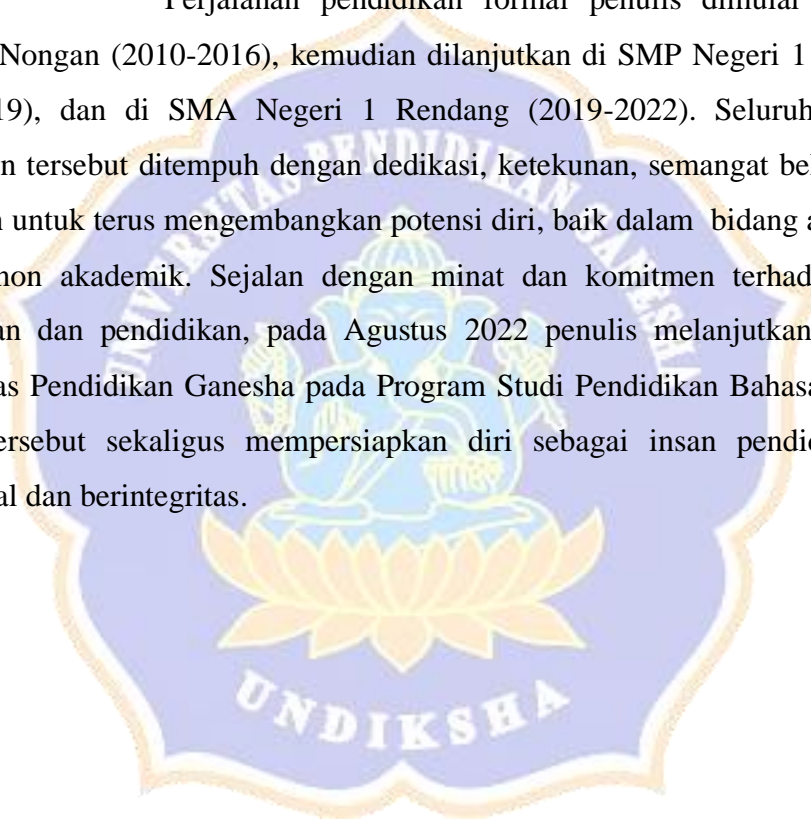 Perjalanan pendidikan formal penulis dimulai
Nongan (2010-2016), kemudian dilanjutkan di SMP Negeri 1
19), dan di SMA Negeri 1 Rendang (2019-2022). Seluruh
n tersebut ditempuh dengan dedikasi, ketekunan, semangat bel
n untuk terus mengembangkan potensi diri, baik dalam bidang a
non akademik. Sejalan dengan minat dan komitmen terhad
an dan pendidikan, pada Agustus 2022 penulis melanjutkan
as Pendidikan Ganesha pada Program Studi Pendidikan Bahasa
ersebut sekaligus mempersiapkan diri sebagai insan pendi
al dan berintegritas.
UNIVERSITAS PENDIDIKAN GANESHA
UNDIKSHA